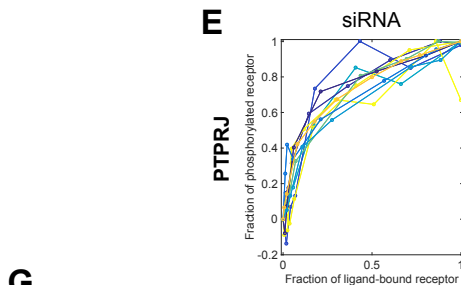 E
siRNA
PTPRJ
Fraction of phosphorylated receptor
1
0.8
0.6
0.4
0.2
0
-0.2
0
0.5
1
Fraction of ligand-bound receptor
G